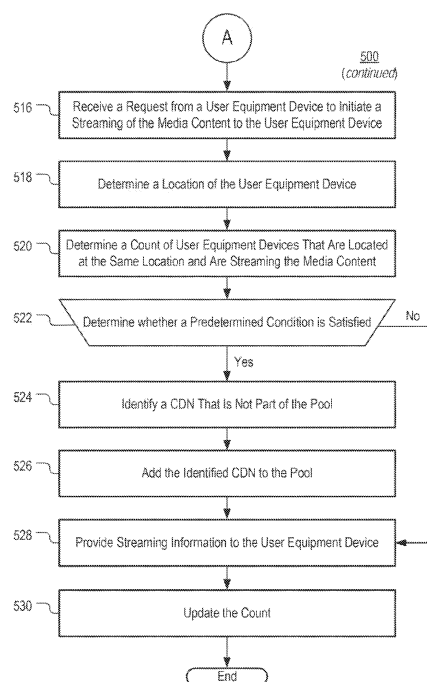 A
500
(continued)
516
Receive a Request from a User Equipment Device to Initiate a
Streaming of the Media Content to the User Equipment Device
518
Determine a Location of the User Equipment Device
520
Determine a Count of User Equipment Devices That Are Located
at the Same Location and Are Streaming the Media Content
522
Determine whether a Predetermined Condition is Satisfied
No
Yes
524
Identify a CDN That Is Not Part of the Pool
526
Add the Identified CDN to the Pool
528
Provide Streaming Information to the User Equipment Device
530
Update the Count
End